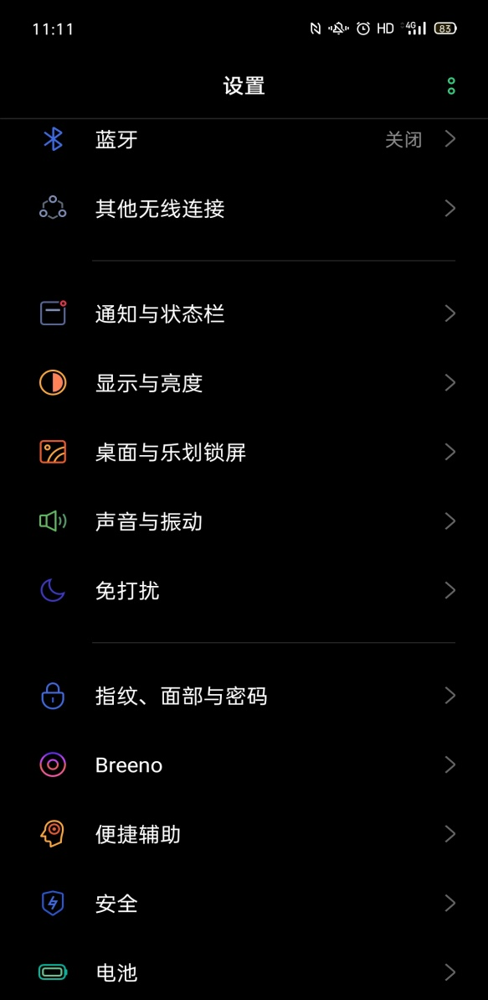 11:11 HD 4G 83
设置
蓝牙 关闭
其他无线连接
通知与状态栏
显示与亮度
桌面与乐划锁屏
声音与振动
免打扰
指纹、面部与密码
Breeno
便捷辅助
安全
电池